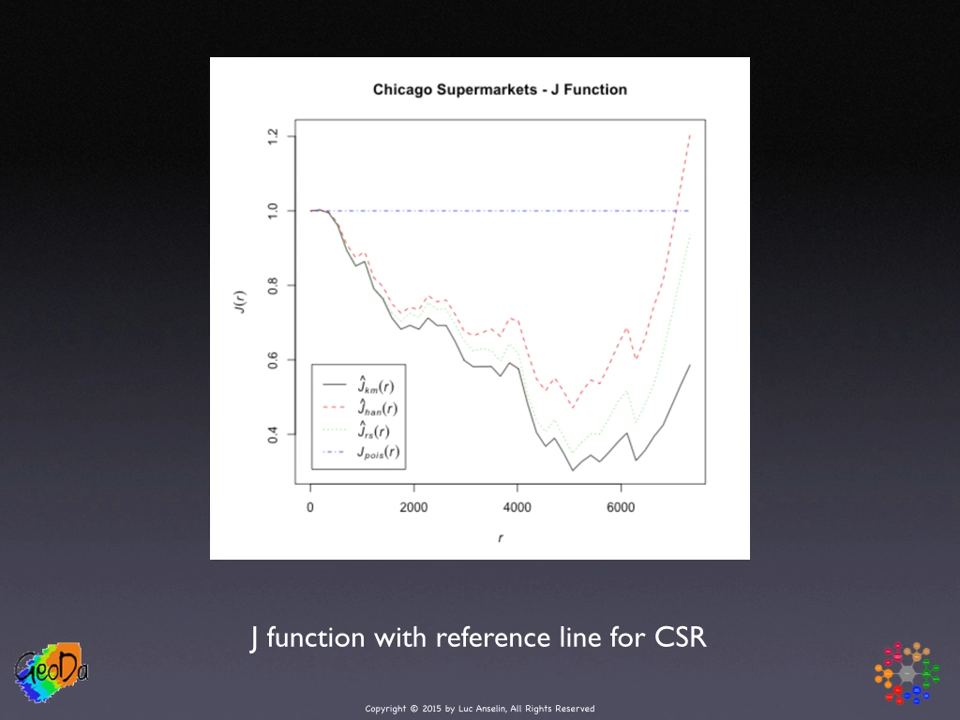 Chicago Supermarkets - J Function
J(r)
1.2
1.0
0.8
0.6
0.4
Ĵkm(r)
Ĵhan(r)
Ĵrs(r)
Jpois(r)
0 2000 4000 6000
r
J function with reference line for CSR
GeoDa
Copyright © 2015 by Luc Anselin, All Rights Reserved